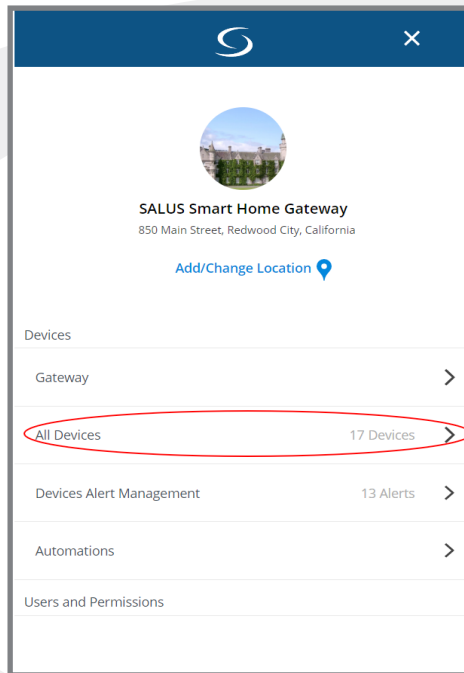 SALUS Smart Home Gateway
850 Main Street, Redwood City, California
Add/Change Location
Devices
Gateway
All Devices 17 Devices
Devices Alert Management 13 Alerts
Automations
Users and Permissions